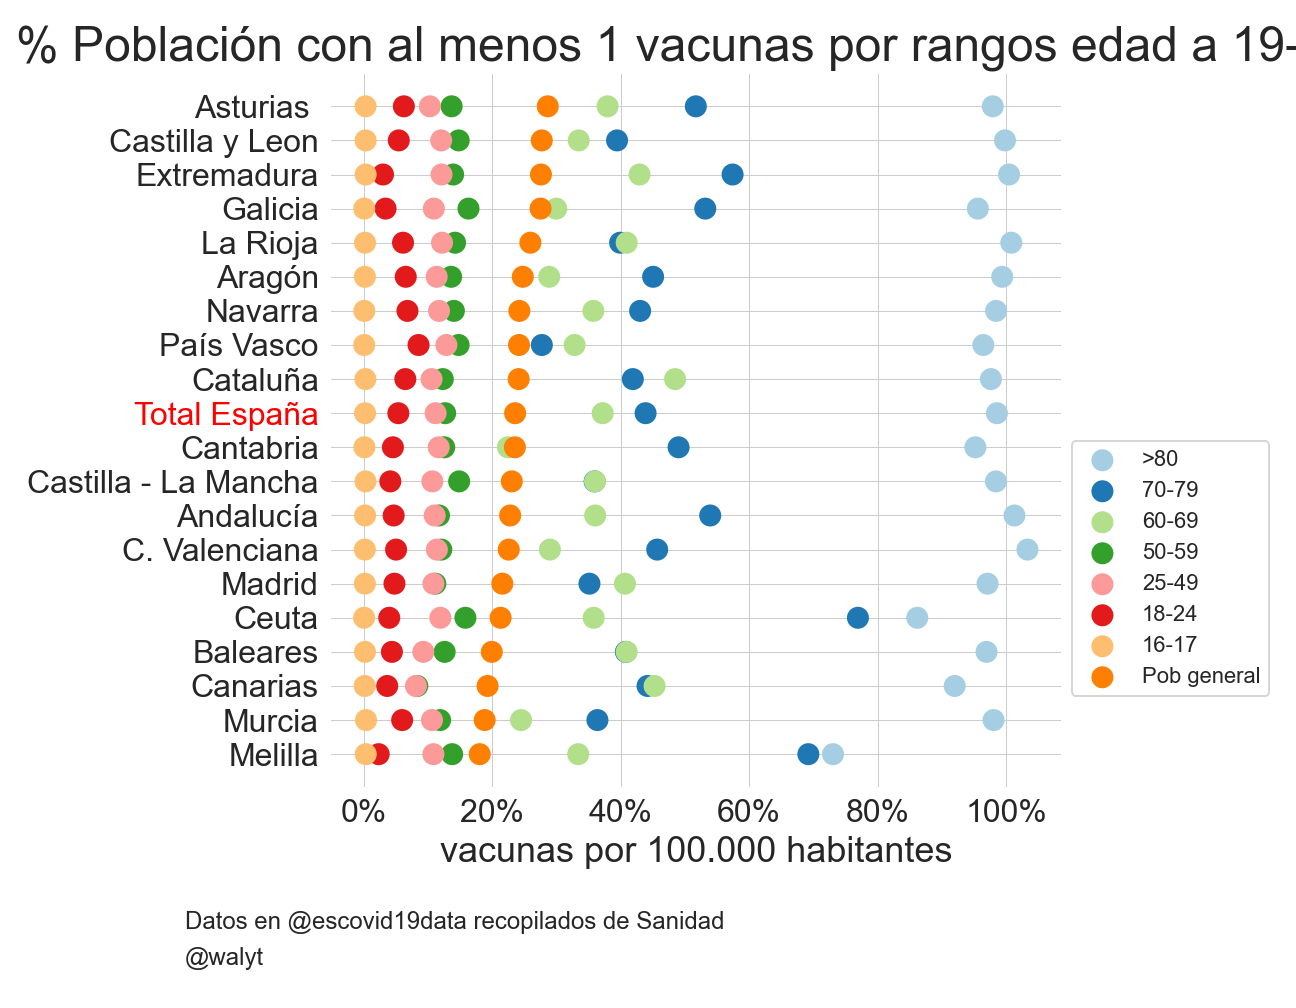 % Población con al menos 1 vacunas por rangos edad a 19-
Asturias
Castilla y Leon
Extremadura
Galicia
La Rioja
Aragón
Navarra
País Vasco
Cataluña
Total España
Cantabria
Castilla - La Mancha
Andalucía
C. Valenciana
Madrid
Ceuta
Baleares
Canarias
Murcia
Melilla
0% 20% 40% 60% 80% 100%
vacunas por 100.000 habitantes
>80
70-79
60-69
50-59
25-49
18-24
16-17
Pob general
Datos en @escovid19data recopilados de Sanidad
@walyt